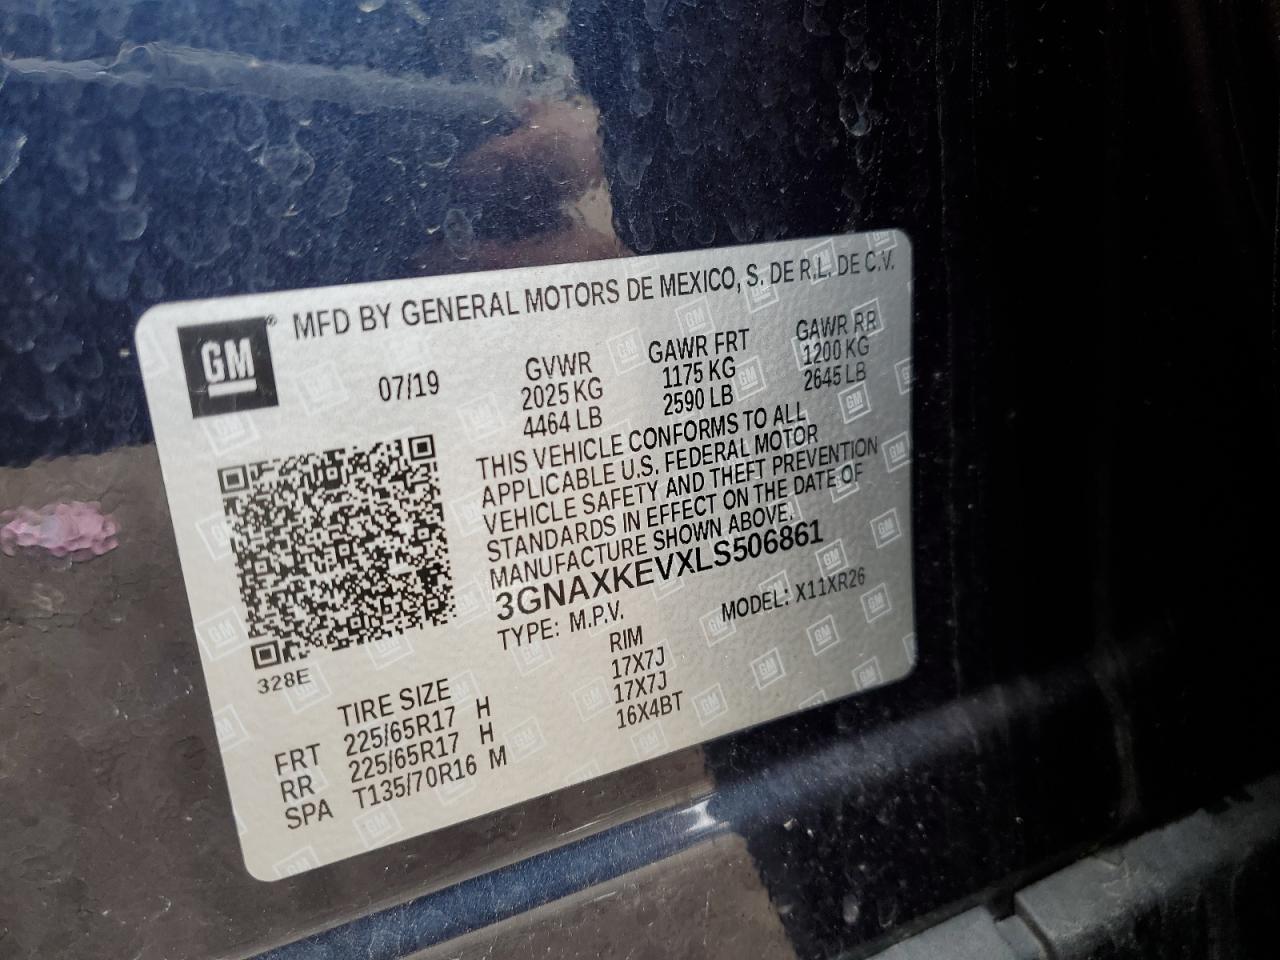 GM® MFD BY GENERAL MOTORS DE MEXICO, S. DE R.L. DE C.V.
07/19 GVWR GAWR FRT GAWR RR
2025 KG 1175 KG 1200 KG
4464 LB 2590 LB 2645 LB
THIS VEHICLE CONFORMS TO ALL
APPLICABLE U.S. FEDERAL MOTOR
VEHICLE SAFETY AND THEFT PREVENTION
STANDARDS IN EFFECT ON THE DATE OF
MANUFACTURE SHOWN ABOVE.
3GNAXKEVXLS506861
TYPE: M.P.V. MODEL: X11XR26
328E
TIRE SIZE RIM
FRT 225/65R17 H 17X7J
RR 225/65R17 H 17X7J
SPA T135/70R16 M 16X4BT